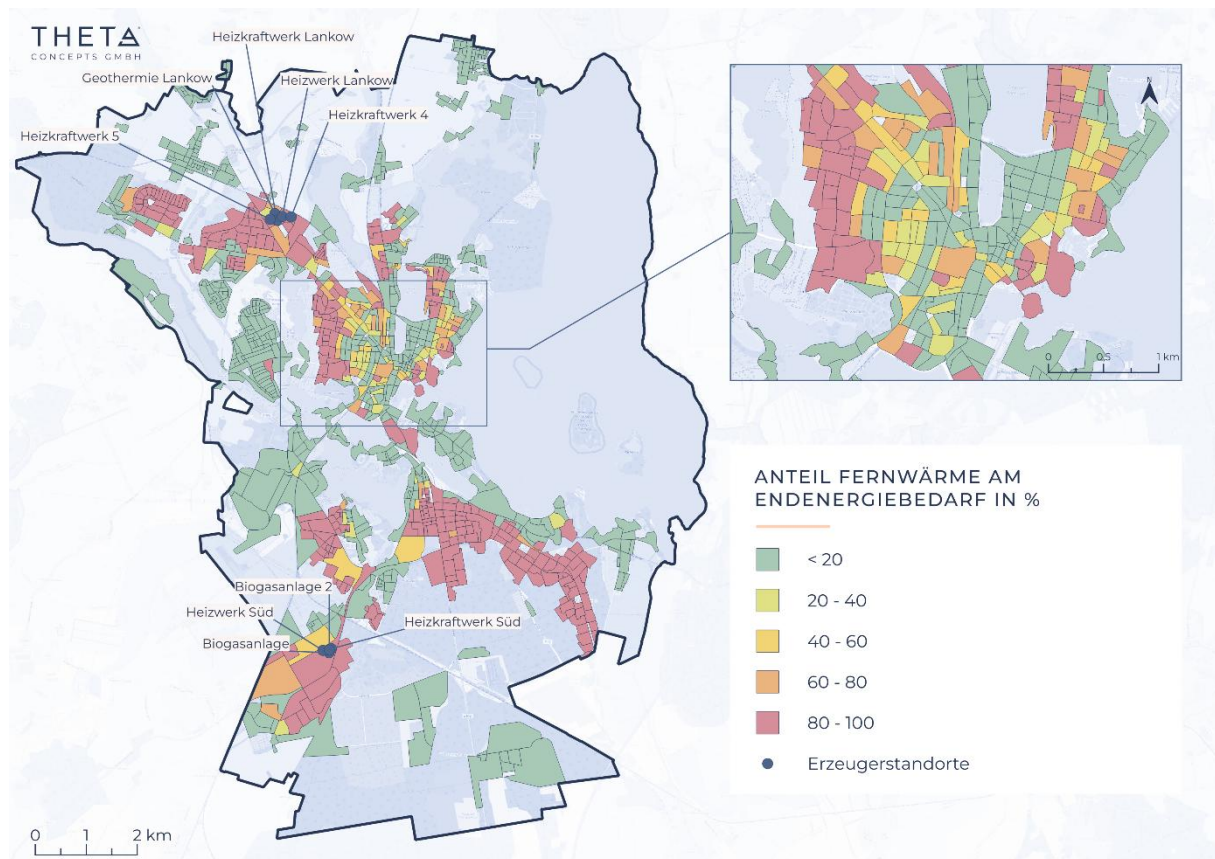 THETA
CONCEPTS GMBH
Heizkraftwerk Lankow
Geothermie Lankow
Heizwerk Lankow
Heizkraftwerk 4
Heizkraftwerk 5
N
0 0,5 1 km
ANTEIL FERNWÄRME AM
ENDENERGIEBEDARF IN %
< 20
20 - 40
40 - 60
60 - 80
80 - 100
Erzeugerstandorte
Biogasanlage 2
Heizwerk Süd
Heizkraftwerk Süd
Biogasanlage
0 1 2 km